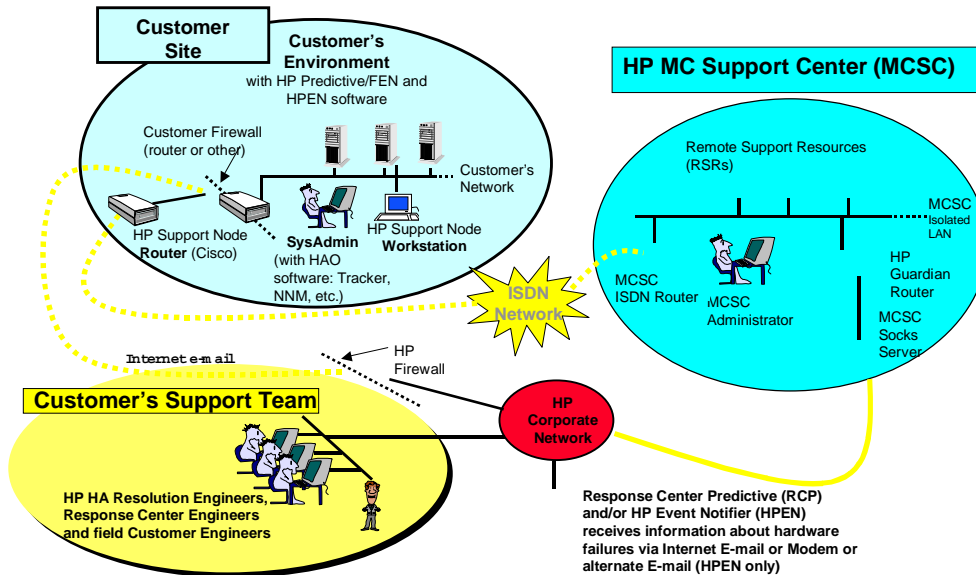 Customer
Site
Customer's
Environment
with HP Predictive/FEN and
HPEN software
Customer Firewall
(router or other)
Customer's
Network
HP Support Node
Router (Cisco)
SysAdmin
(with HAO
software: Tracker,
NNM, etc.)
HP Support Node
Workstation
HP MC Support Center (MCSC)
Remote Support Resources
(RSRs)
MCSC
Isolated
LAN
MCSC
ISDN Router
MCSC
Administrator
HP
Guardian
Router
MCSC
Socks
Server
ISDN
Network
Internet e-mail
HP
Firewall
Customer's Support Team
HP
Corporate
Network
HP HA Resolution Engineers,
Response Center Engineers
and field Customer Engineers
Response Center Predictive (RCP)
and/or HP Event Notifier (HPEN)
receives information about hardware
failures via Internet E-mail or Modem or
alternate E-mail (HPEN only)